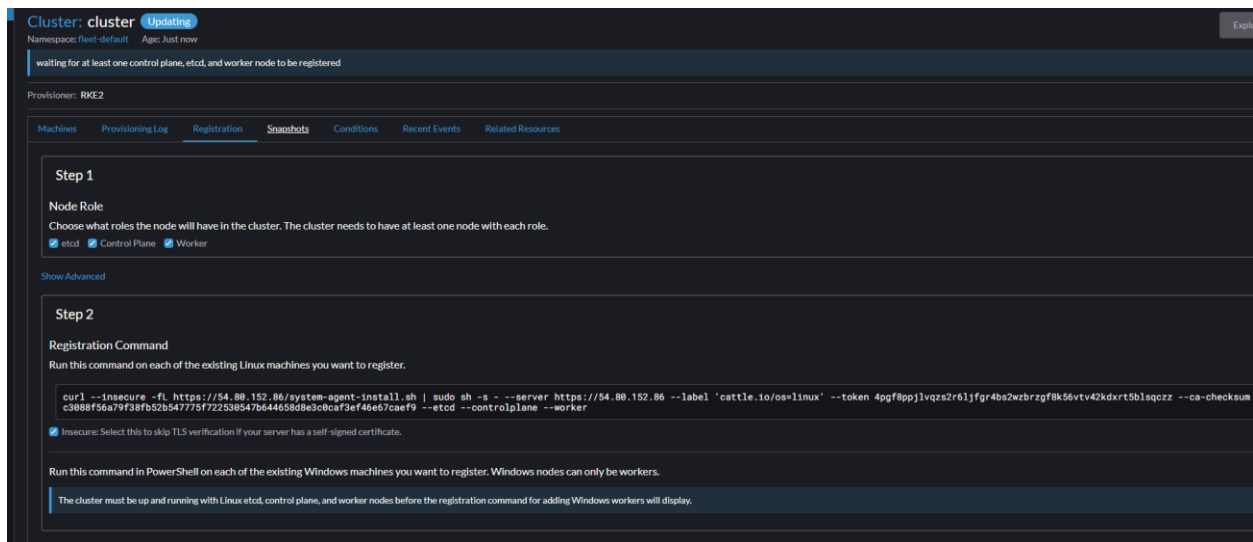 Cluster: cluster Updating
Namespace: fleet-default Age: Just now
Explo
waiting for at least one control plane, etcd, and worker node to be registered
Provisioner: RKE2
Machines Provisioning Log Registration Snapshots Conditions Recent Events Related Resources
Step 1
Node Role
Choose what roles the node will have in the cluster. The cluster needs to have at least one node with each role.
etcd Control Plane Worker
Show Advanced
Step 2
Registration Command
Run this command on each of the existing Linux machines you want to register.
curl --insecure -fL https://54.80.152.86/system-agent-install.sh | sudo sh -s - --server https://54.80.152.86 --label 'cattle.io/os=linux' --token 4pgf8ppjlvqzs2r6ljfgr4bs2wzbrzgf8k56vtv42kdxrt5blsqczz --ca-checksum
c3088f56a79f38fb52b547775f722530547b644658d8e3c0caf3ef46e67caef9 --etcd --controlplane --worker
Insecure: Select this to skip TLS verification if your server has a self-signed certificate.
Run this command in PowerShell on each of the existing Windows machines you want to register. Windows nodes can only be workers.
The cluster must be up and running with Linux etcd, control plane, and worker nodes before the registration command for adding Windows workers will display.